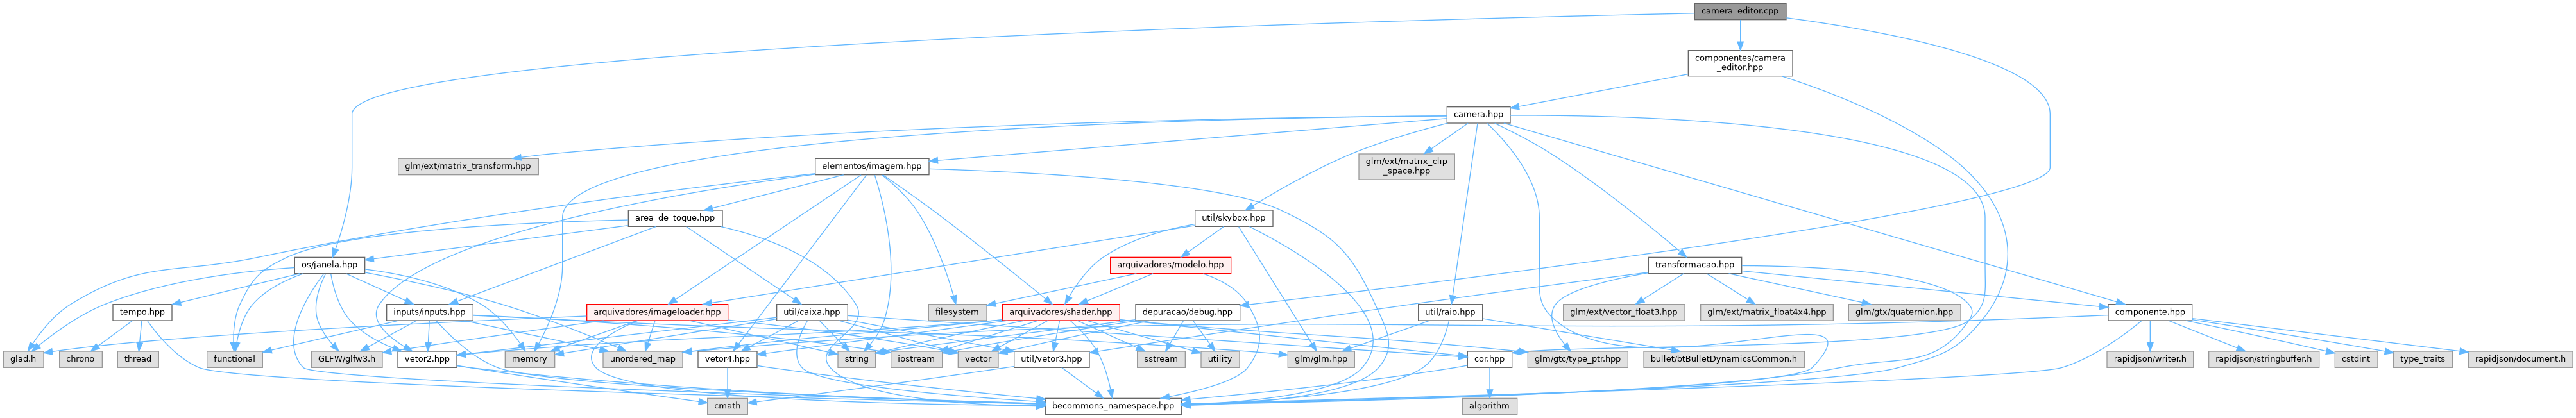 camera_editor.cpp
componentes/camera
_editor.hpp
camera.hpp
glm/ext/matrix_transform.hpp
elementos/imagem.hpp
glm/ext/matrix_clip
_space.hpp
area_de_toque.hpp
util/skybox.hpp
os/janela.hpp
arquivadores/modelo.hpp
transformacao.hpp
tempo.hpp
inputs/inputs.hpp
arquivadores/imageloader.hpp
util/caixa.hpp
filesystem
arquivadores/shader.hpp
depuracao/debug.hpp
util/raio.hpp
glm/ext/vector_float3.hpp
glm/ext/matrix_float4x4.hpp
glm/gtx/quaternion.hpp
componente.hpp
glad.h
chrono
thread
functional
GLFW/glfw3.h
vetor2.hpp
memory
unordered_map
vetor4.hpp
string
iostream
vector
util/vetor3.hpp
sstream
utility
glm/glm.hpp
cor.hpp
glm/gtc/type_ptr.hpp
bullet/btBulletDynamicsCommon.h
rapidjson/writer.h
rapidjson/stringbuffer.h
cstdint
type_traits
rapidjson/document.h
cmath
becommons_namespace.hpp
algorithm